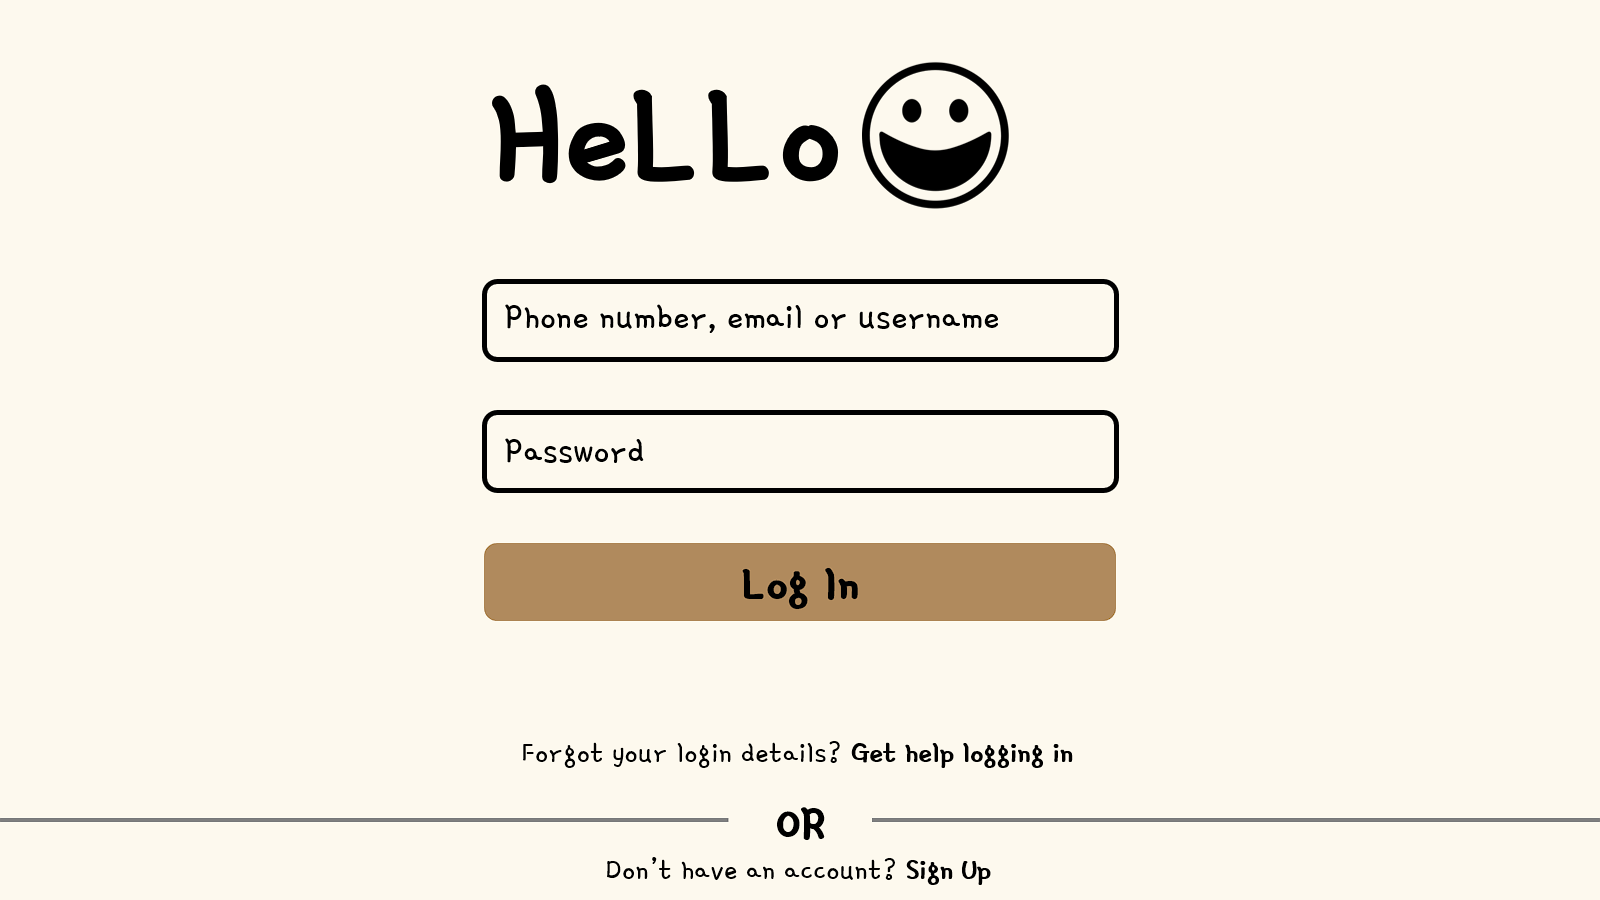 HeLLo
Phone number, email or username
Password
Log In
Forgot your login details? Get help logging in
OR
Don't have an account? Sign Up